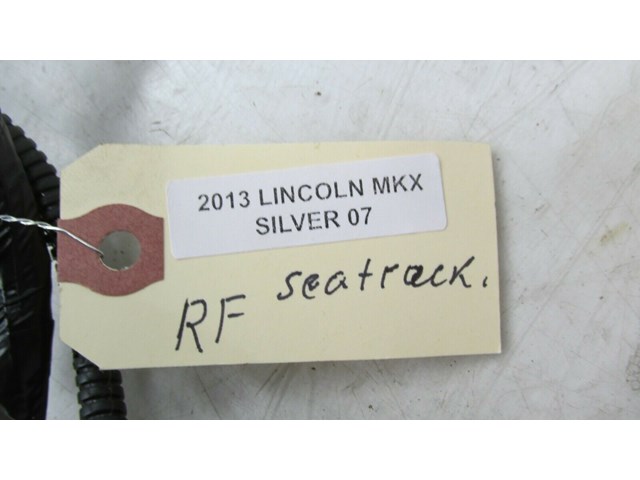 2013 LINCOLN MKX
SILVER 07
RF seatrack.